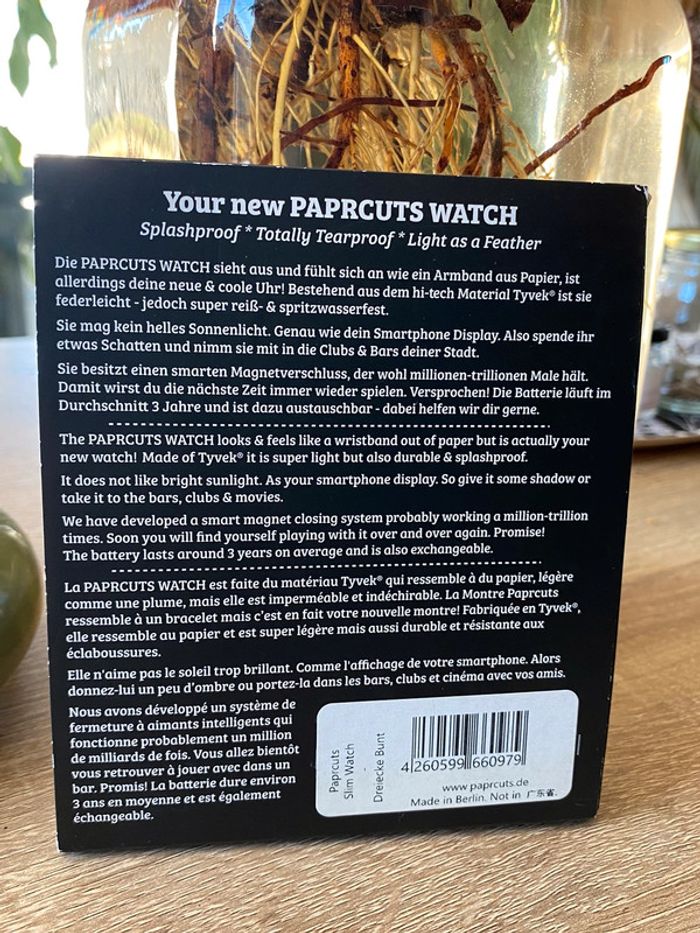 Your new PAPRCUTS WATCH
Splashproof * Totally Tearproof * Light as a Feather
Die PAPRCUTS WATCH sieht aus und fühlt sich an wie ein Armband aus Papier, ist
allerdings deine neue & coole Uhr! Bestehend aus dem hi-tech Material Tyvek® ist sie
federleicht - jedoch super reiß- & spritzwasserfest.
Sie mag kein helles Sonnenlicht. Genau wie dein Smartphone Display. Also spende ihr
etwas Schatten und nimm sie mit in die Clubs & Bars deiner Stadt.
Sie besitzt einen smarten Magnetverschluss, der wohl millionen-trillionen Male hält.
Damit wirst du die nächste Zeit immer wieder spielen. Versprochen! Die Batterie läuft im
Durchschnitt 3 Jahre und ist dazu austauschbar - dabei helfen wir dir gerne.
The PAPRCUTS WATCH looks & feels like a wristband out of paper but is actually your
new watch! Made of Tyvek® it is super light but also durable & splashproof.
It does not like bright sunlight. As your smartphone display. So give it some shadow or
take it to the bars, clubs & movies.
We have developed a smart magnet closing system probably working a million-trillion
times. Soon you will find yourself playing with it over and over again. Promise!
The battery lasts around 3 years on average and is also exchangeable.
La PAPRCUTS WATCH est faite du matériau Tyvek® qui ressemble à du papier, légère
comme une plume, mais elle est imperméable et indéchirable. La Montre Paprcuts
ressemble à un bracelet mais c'est en fait votre nouvelle montre! Fabriquée en Tyvek®,
elle ressemble au papier et est super légère mais aussi durable et résistante aux
éclaboussures.
Elle n'aime pas le soleil trop brillant. Comme l'affichage de votre smartphone. Alors
donnez-lui un peu d'ombre ou portez-la dans les bars, clubs et cinéma avec vos amis.
Nous avons développé un système de
fermeture à aimants intelligents qui
fonctionne probablement un million
de milliards de fois. Vous allez bientôt
vous retrouver à jouer avec dans un
bar. Promis! La batterie dure environ
3 ans en moyenne et est également
échangeable.
Paprcuts
Slim Watch
-
Dreiecke Bunt
4 260599 660979
www.paprcuts.de
Made in Berlin. Not in 广东省.